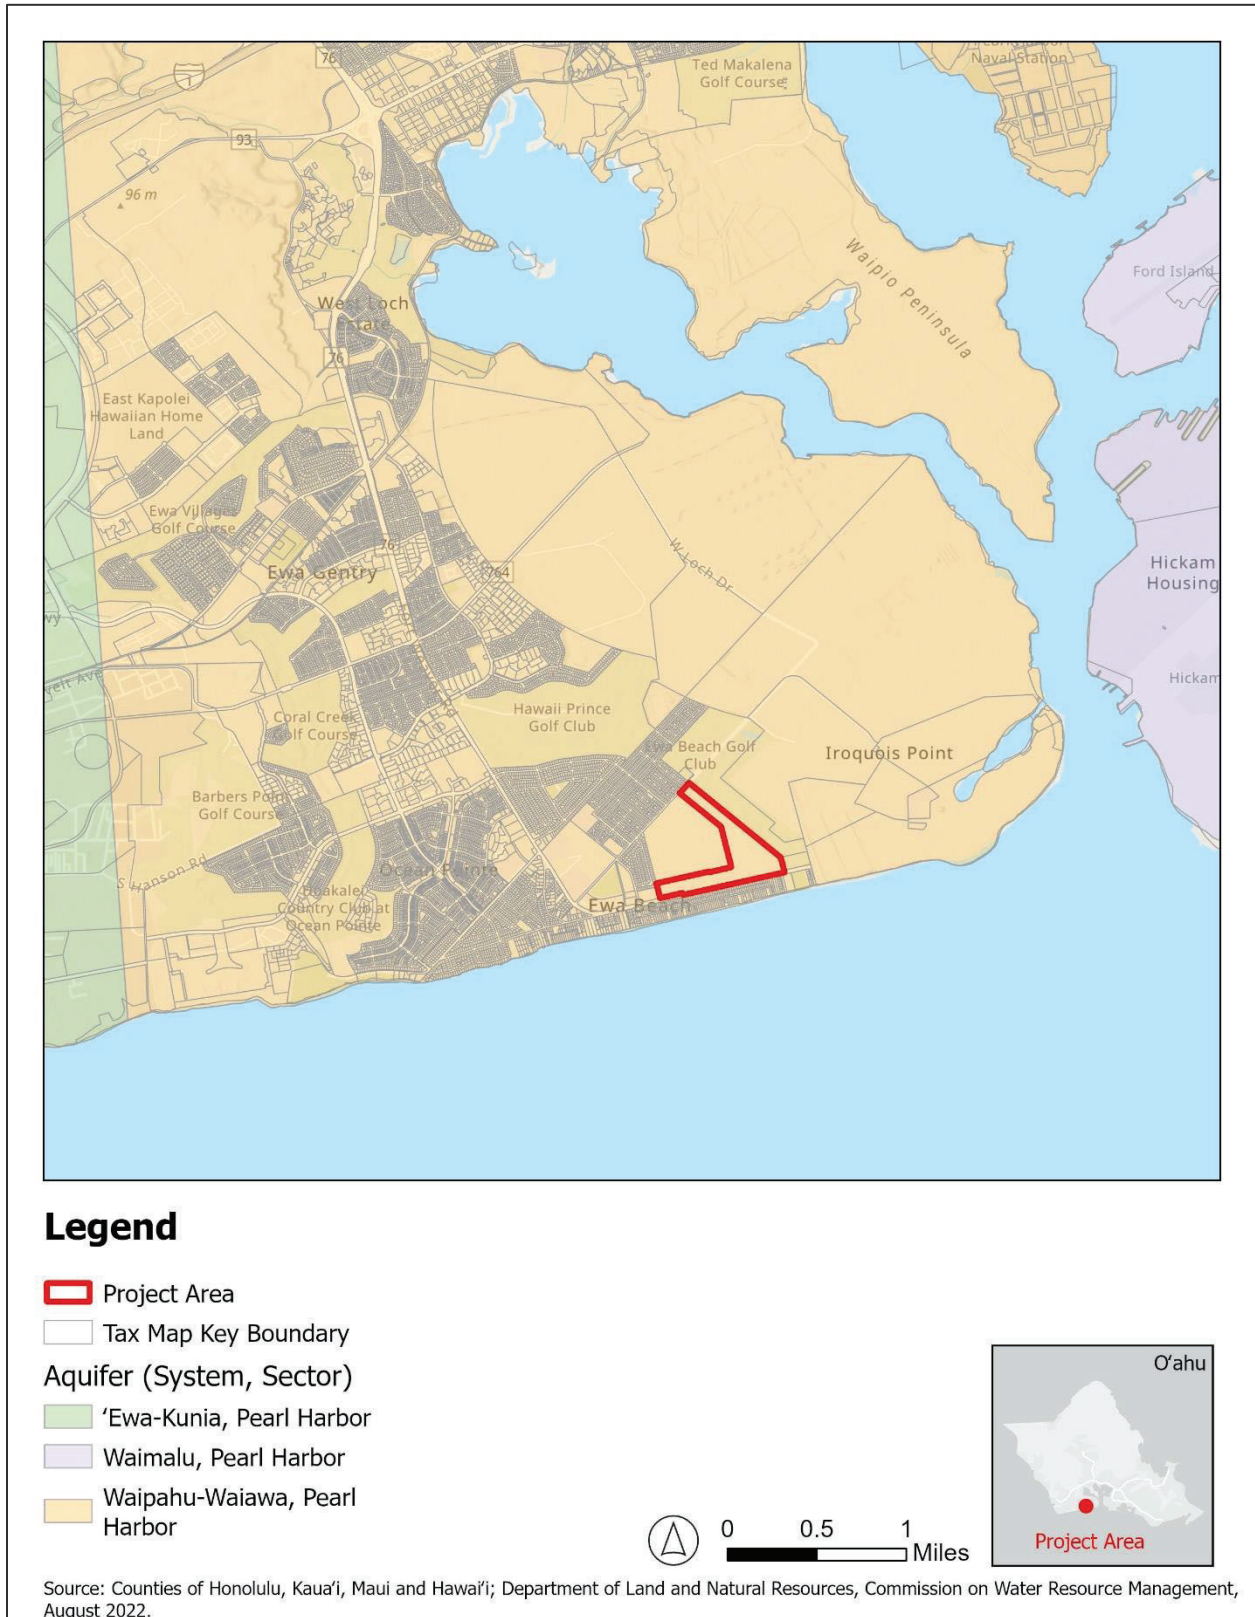 76
Ted Makalena
Golf Course
Naval Station
1
93
96 m
Waipio Peninsula
Ford Island
West Loch
Estate
76
East Kapolei
Hawaiian Home
Land
Ewa Villages
Golf Course
76
Ewa Gentry
764
W Loch Dr
Hickam
Housing
Hickam
Coral Creek
Golf Course
Hawaii Prince
Golf Club
Ewa Beach Golf
Club
Iroquois Point
Barbers Point
Golf Course
S Hanson Rd
Ocean Pointe
Hoakalei
Country Club at
Ocean Pointe
Ewa Beach
Legend
Project Area
Tax Map Key Boundary
Aquifer (System, Sector)
ʻEwa-Kunia, Pearl Harbor
Waimalu, Pearl Harbor
Waipahu-Waiawa, Pearl
Harbor
0 0.5 1
Miles
Oʻahu
Project Area
Source: Counties of Honolulu, Kauaʻi, Maui and Hawaiʻi; Department of Land and Natural Resources, Commission on Water Resource Management,
August 2022.